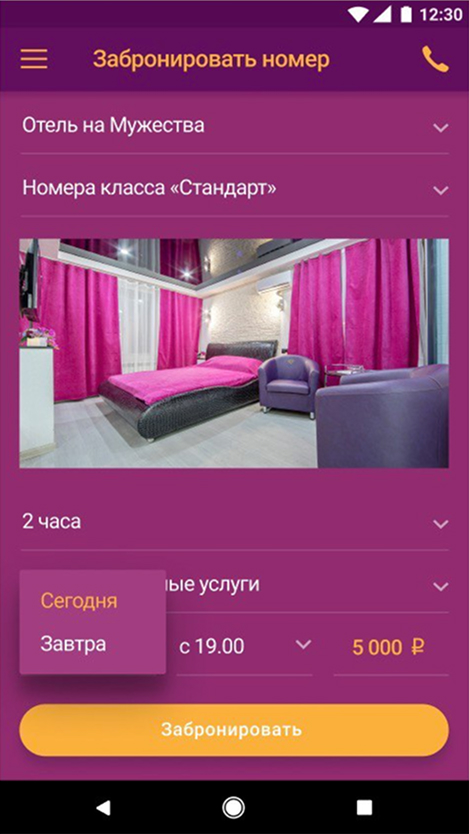 12:30
Забронировать номер
Отель на Мужества
Номера класса «Стандарт»
2 часа
услуги
Сегодня
Завтра
с 19.00
5 000 ₽
Забронировать